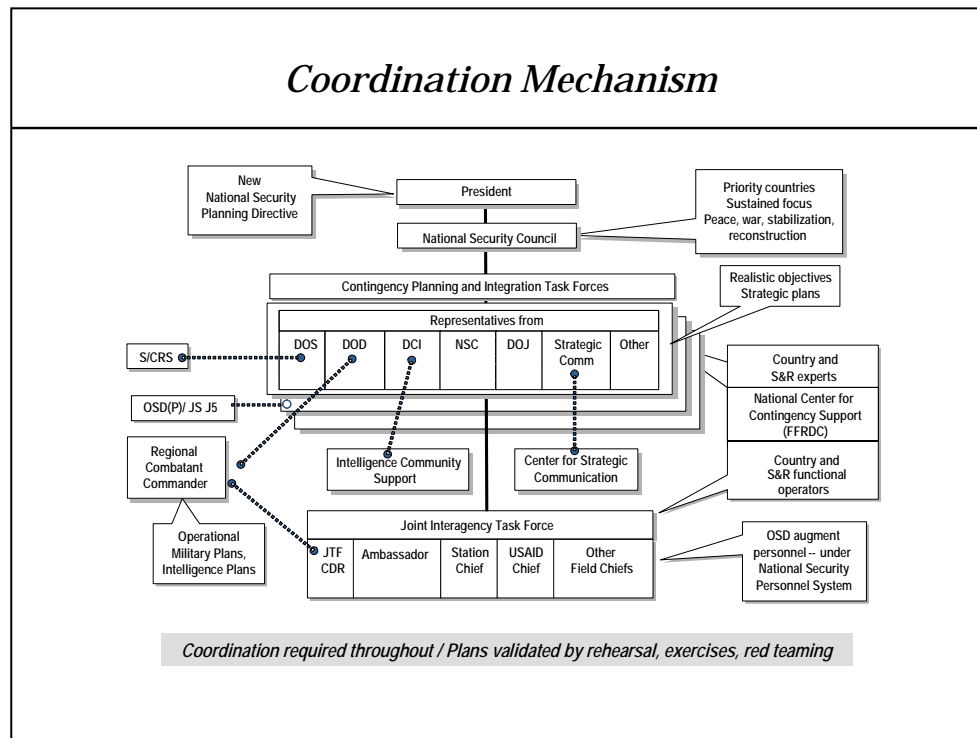 Coordination Mechanism
New
National Security
Planning Directive
President
Priority countries
Sustained focus
Peace, war, stabilization,
reconstruction
National Security Council
Contingency Planning and Integration Task Forces
Realistic objectives
Strategic plans
Representatives from
DOS
DOD
DCI
NSC
DOJ
Strategic
Comm
Other
S/CRS
OSD(P)/ JS J5
Country and
S&R experts
National Center for
Contingency Support
(FFRDC)
Country and
S&R functional
operators
Regional
Combatant
Commander
Intelligence Community
Support
Center for Strategic
Communication
Operational
Military Plans,
Intelligence Plans
Joint Interagency Task Force
JTF
CDR
Ambassador
Station
Chief
USAID
Chief
Other
Field Chiefs
OSD augment
personnel -- under
National Security
Personnel System
Coordination required throughout / Plans validated by rehearsal, exercises, red teaming